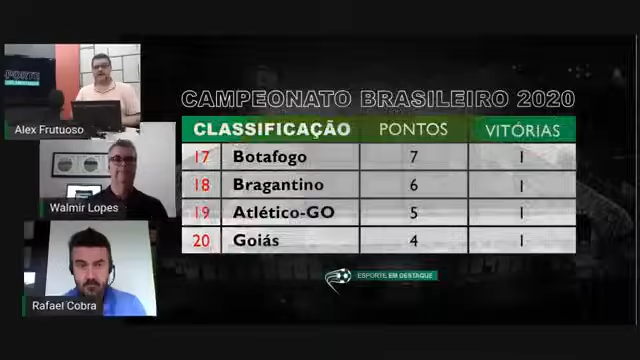 PORTE
Alex Frutuoso
Walmir Lopes
Rafael Cobra
CAMPEONATO BRASILEIRO 2020
CLASSIFICAÇÃO PONTOS VITÓRIAS
17 Botafogo 7 1
18 Bragantino 6 1
19 Atlético-GO 5 1
20 Goiás 4 1
ESPORTE EM DESTAQUE